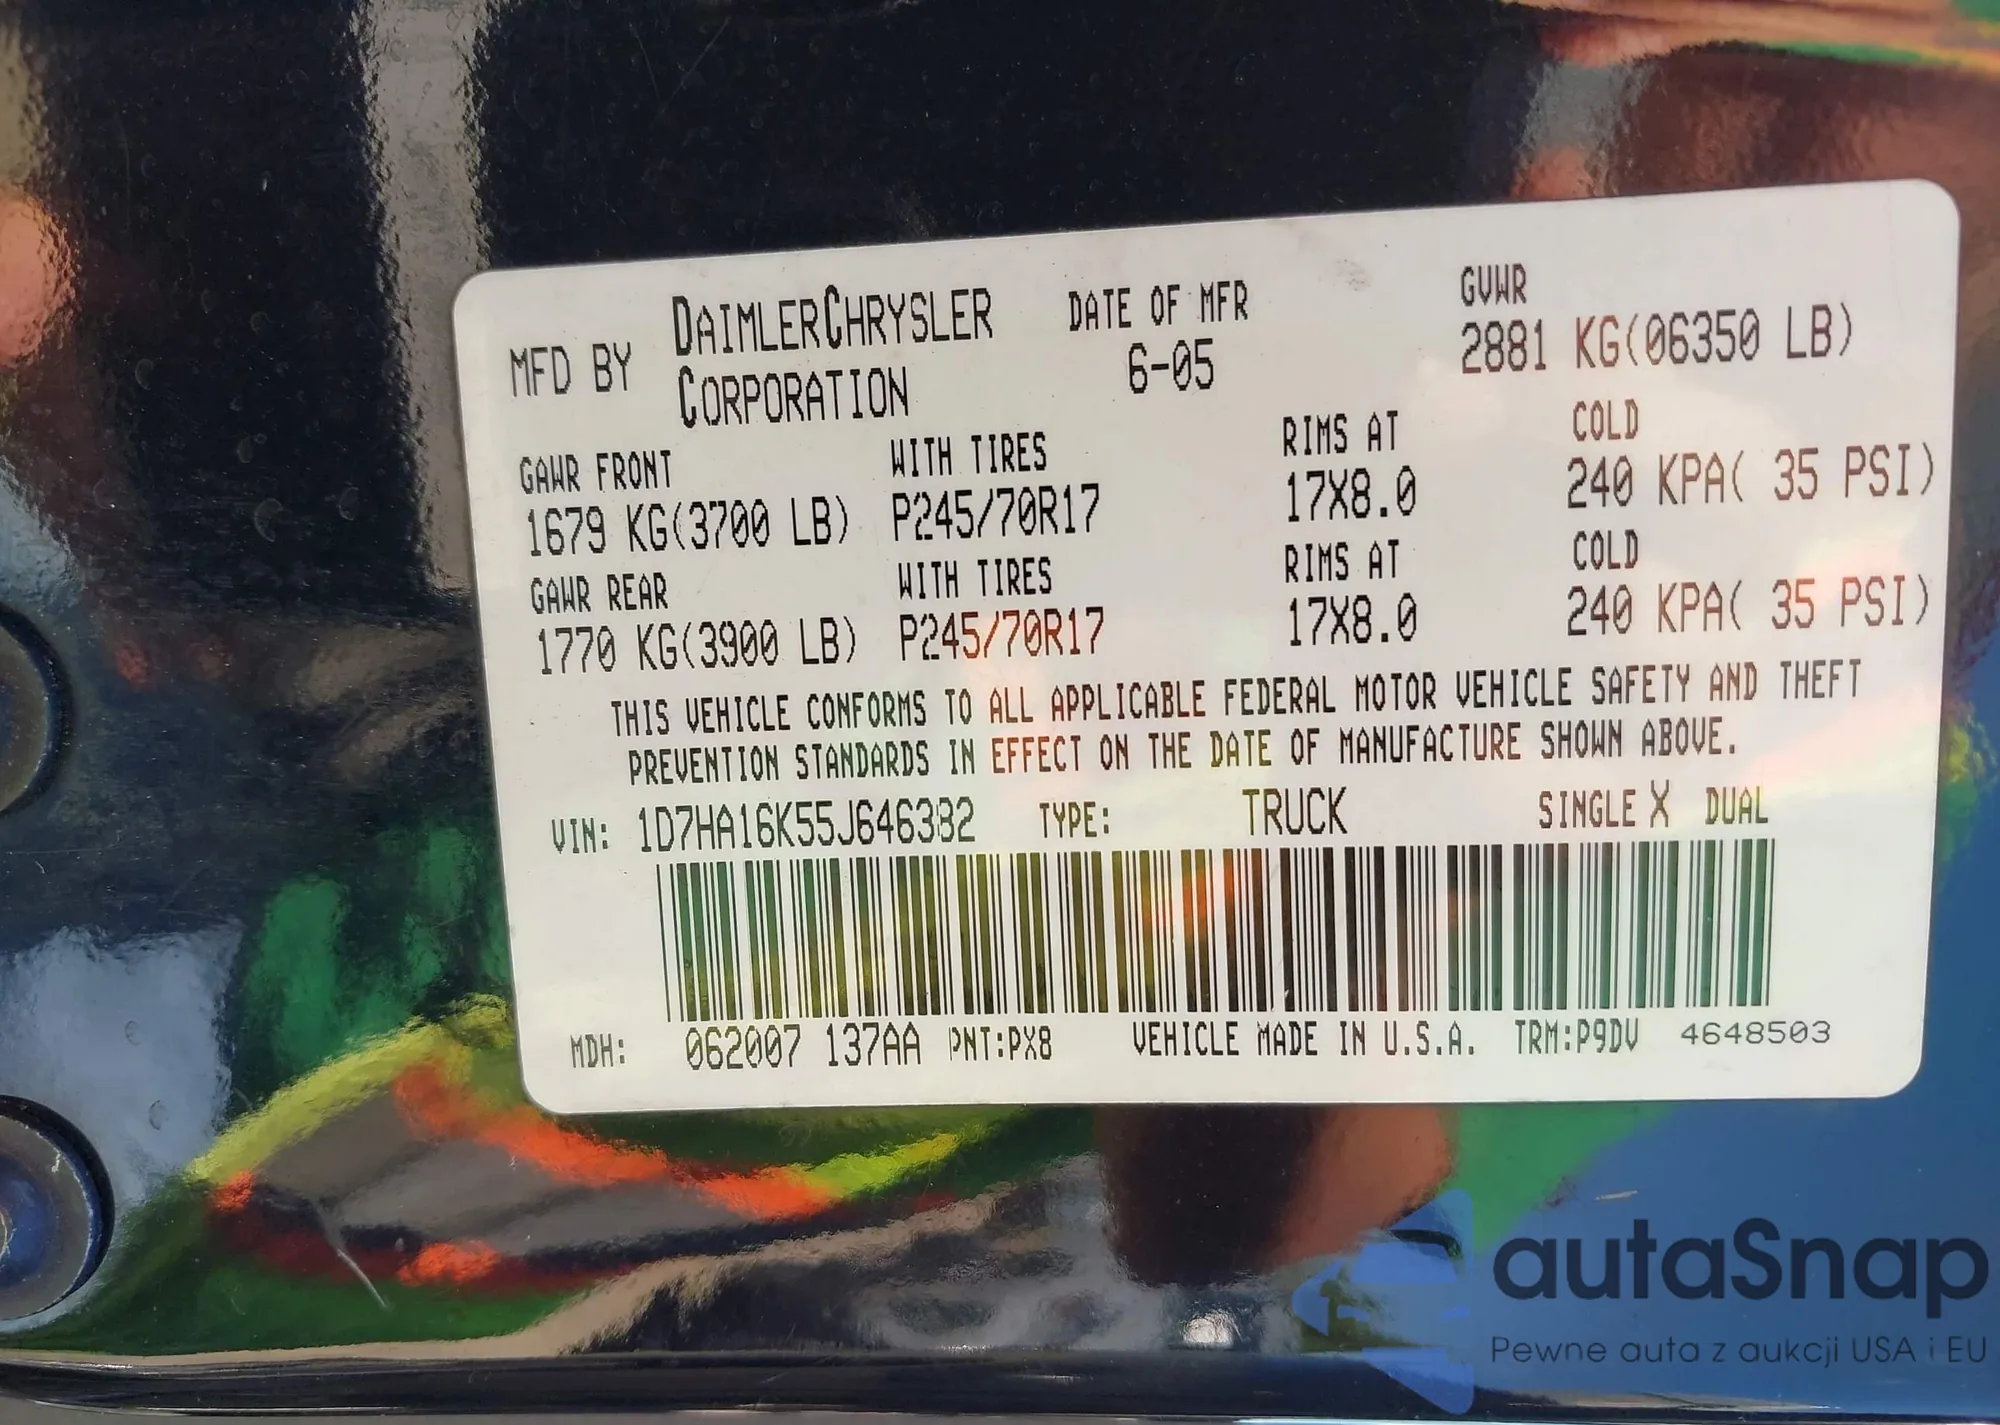 MFD BY DAIMLERCHRYSLER CORPORATION DATE OF MFR 6-05 GVWR 2881 KG(06350 LB)
GAWR FRONT WITH TIRES RIMS AT COLD
1679 KG(3700 LB) P245/70R17 17X8.0 240 KPA( 35 PSI)
GAWR REAR WITH TIRES RIMS AT COLD
1770 KG(3900 LB) P245/70R17 17X8.0 240 KPA( 35 PSI)
THIS VEHICLE CONFORMS TO ALL APPLICABLE FEDERAL MOTOR VEHICLE SAFETY AND THEFT
PREVENTION STANDARDS IN EFFECT ON THE DATE OF MANUFACTURE SHOWN ABOVE.
VIN: 1D7HA16K55J646382 TYPE: TRUCK SINGLE X DUAL
MDH: 062007 137AA PNT:PX8 VEHICLE MADE IN U.S.A. TRM:P9DV 4648503
autaSnap
Pewne auta z aukcji USA i EU